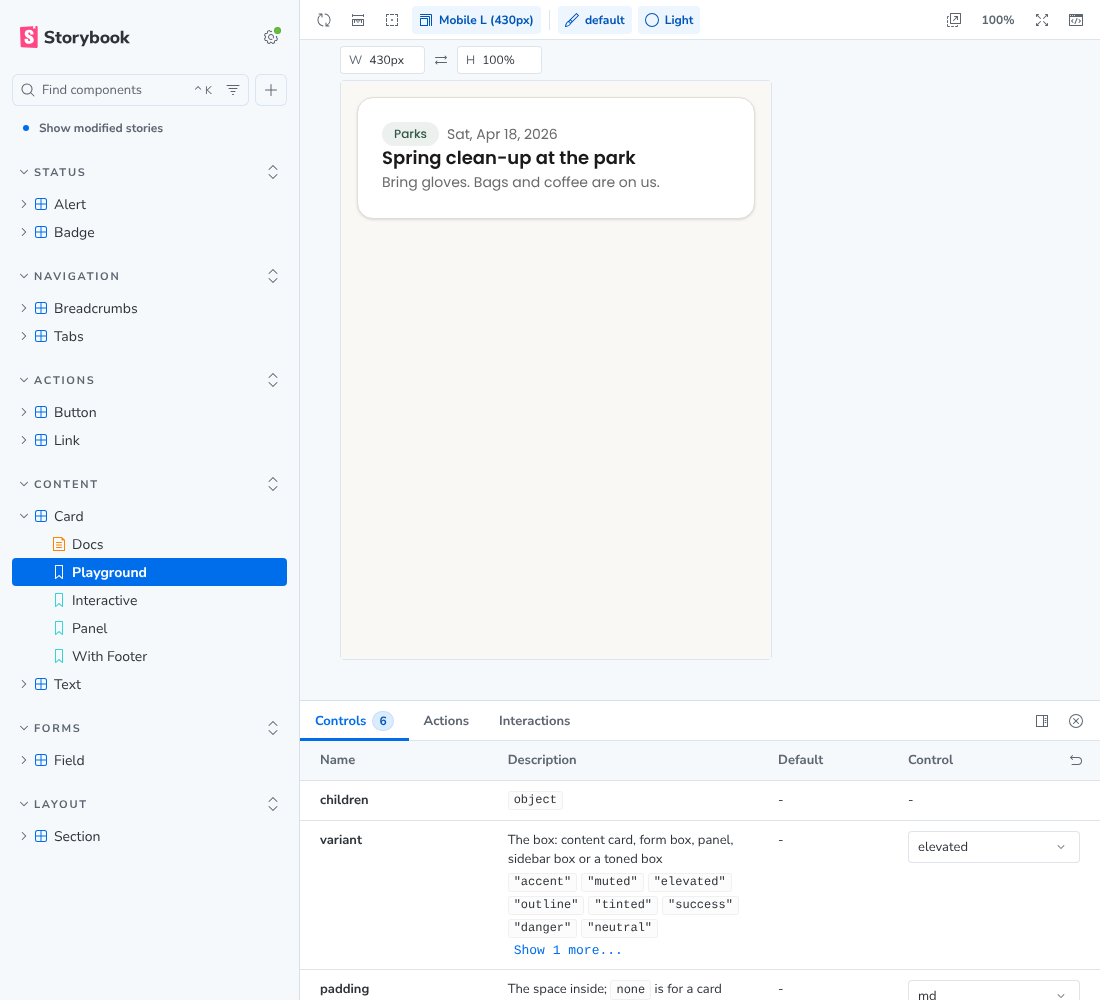 Storybook
Find components
^ K
Show modified stories
STATUS
Alert
Badge
NAVIGATION
Breadcrumbs
Tabs
ACTIONS
Button
Link
CONTENT
Card
Docs
Playground
Interactive
Panel
With Footer
Text
FORMS
Field
LAYOUT
Section
Mobile L (430px)
default
Light
100%
W 430px
H 100%
Parks Sat, Apr 18, 2026
Spring clean-up at the park
Bring gloves. Bags and coffee are on us.
Controls 6 Actions Interactions
Name Description Default Control
children object - -
variant The box: content card, form box, panel, - elevated
sidebar box or a toned box
"accent" "muted" "elevated"
"outline" "tinted" "success"
"danger" "neutral"
Show 1 more...
padding The space inside; none is for a card - md